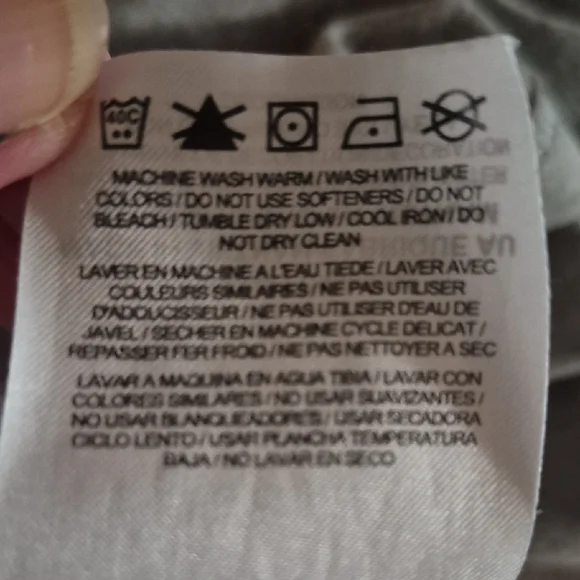 40C
MACHINE WASH WARM / WASH WITH LIKE
COLORS / DO NOT USE SOFTENERS / DO NOT
BLEACH / TUMBLE DRY LOW / COOL IRON / DO
NOT DRY CLEAN
LAVER EN MACHINE A L'EAU TIEDE / LAVER AVEC
COULEURS SIMILAIRES / NE PAS UTILISER
D'ADOUCISSEUR / NE PAS UTILISER D'EAU DE
JAVEL / SECHER EN MACHINE CYCLE DELICAT /
REPASSER FER FROID / NE PAS NETTOYER A SEC
LAVAR A MAQUINA EN AGUA TIBIA / LAVAR CON
COLORES SIMILARES / NO USAR SUAVIZANTES /
NO USAR BLANQUEADORES / USAR SECADORA
CICLO LENTO / USAR PLANCHA TEMPERATURA
BAJA / NO LAVAR EN SECO